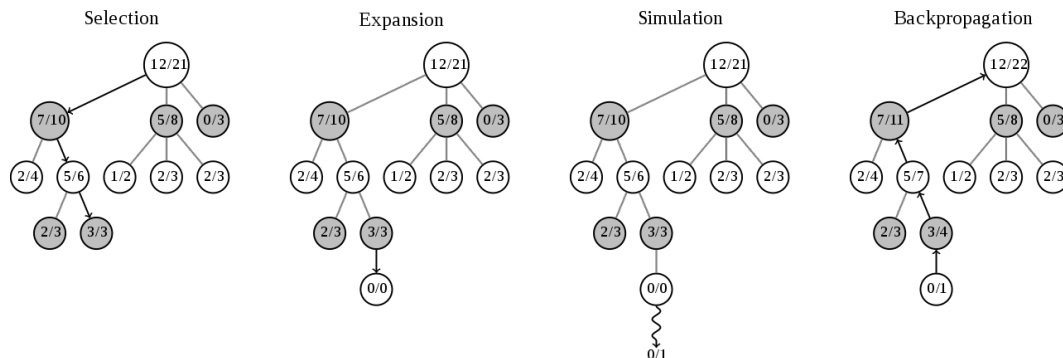 Selection
12/21
7/10 5/8 0/3
2/4 5/6 1/2 2/3 2/3
2/3 3/3
Expansion
12/21
7/10 5/8 0/3
2/4 5/6 1/2 2/3 2/3
2/3 3/3
0/0
Simulation
12/21
7/10 5/8 0/3
2/4 5/6 1/2 2/3 2/3
2/3 3/3
0/0
0/1
Backpropagation
12/22
7/11 5/8 0/3
2/4 5/7 1/2 2/3 2/3
2/3 3/4
0/1